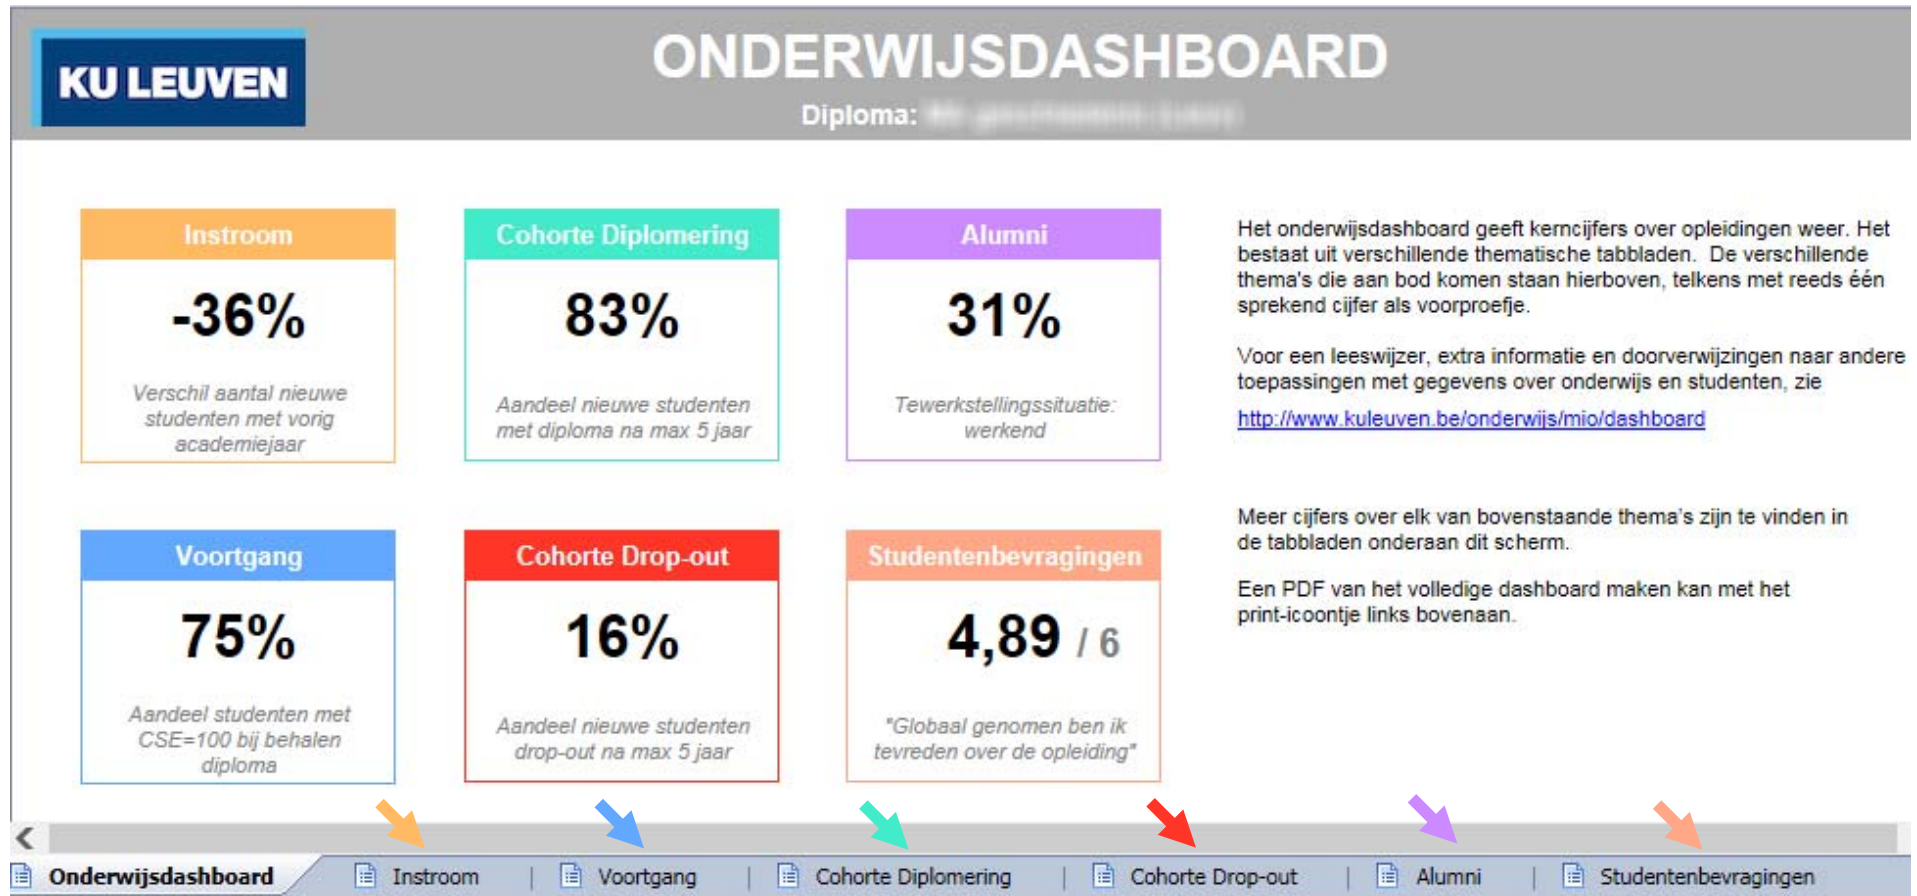 KU LEUVEN
ONDERWIJSDASHBOARD
Diploma:
Instroom
-36%
Verschil aantal nieuwe
studenten met vorig
academiejaar
Cohorte Diplomering
83%
Aandeel nieuwe studenten
met diploma na max 5 jaar
Alumni
31%
Tewerkstellingssituatie:
werkend
Het onderwijsdashboard geeft kerncijfers over opleidingen weer. Het
bestaat uit verschillende thematische tabbladen. De verschillende
thema's die aan bod komen staan hierboven, telkens met reeds één
sprekend cijfer als voorproefje.
Voor een leeswijzer, extra informatie en doorverwijzingen naar andere
toepassingen met gegevens over onderwijs en studenten, zie
http://www.kuleuven.be/onderwijs/mio/dashboard
Voortgang
75%
Aandeel studenten met
CSE=100 bij behalen
diploma
Cohorte Drop-out
16%
Aandeel nieuwe studenten
drop-out na max 5 jaar
Studentenbevragingen
4,89 / 6
"Globaal genomen ben ik
tevreden over de opleiding"
Meer cijfers over elk van bovenstaande thema's zijn te vinden in
de tabbladen onderaan dit scherm.
Een PDF van het volledige dashboard maken kan met het
print-icoontje links bovenaan.
Onderwijsdashboard Instroom | Voortgang | Cohorte Diplomering | Cohorte Drop-out | Alumni | Studentenbevragingen